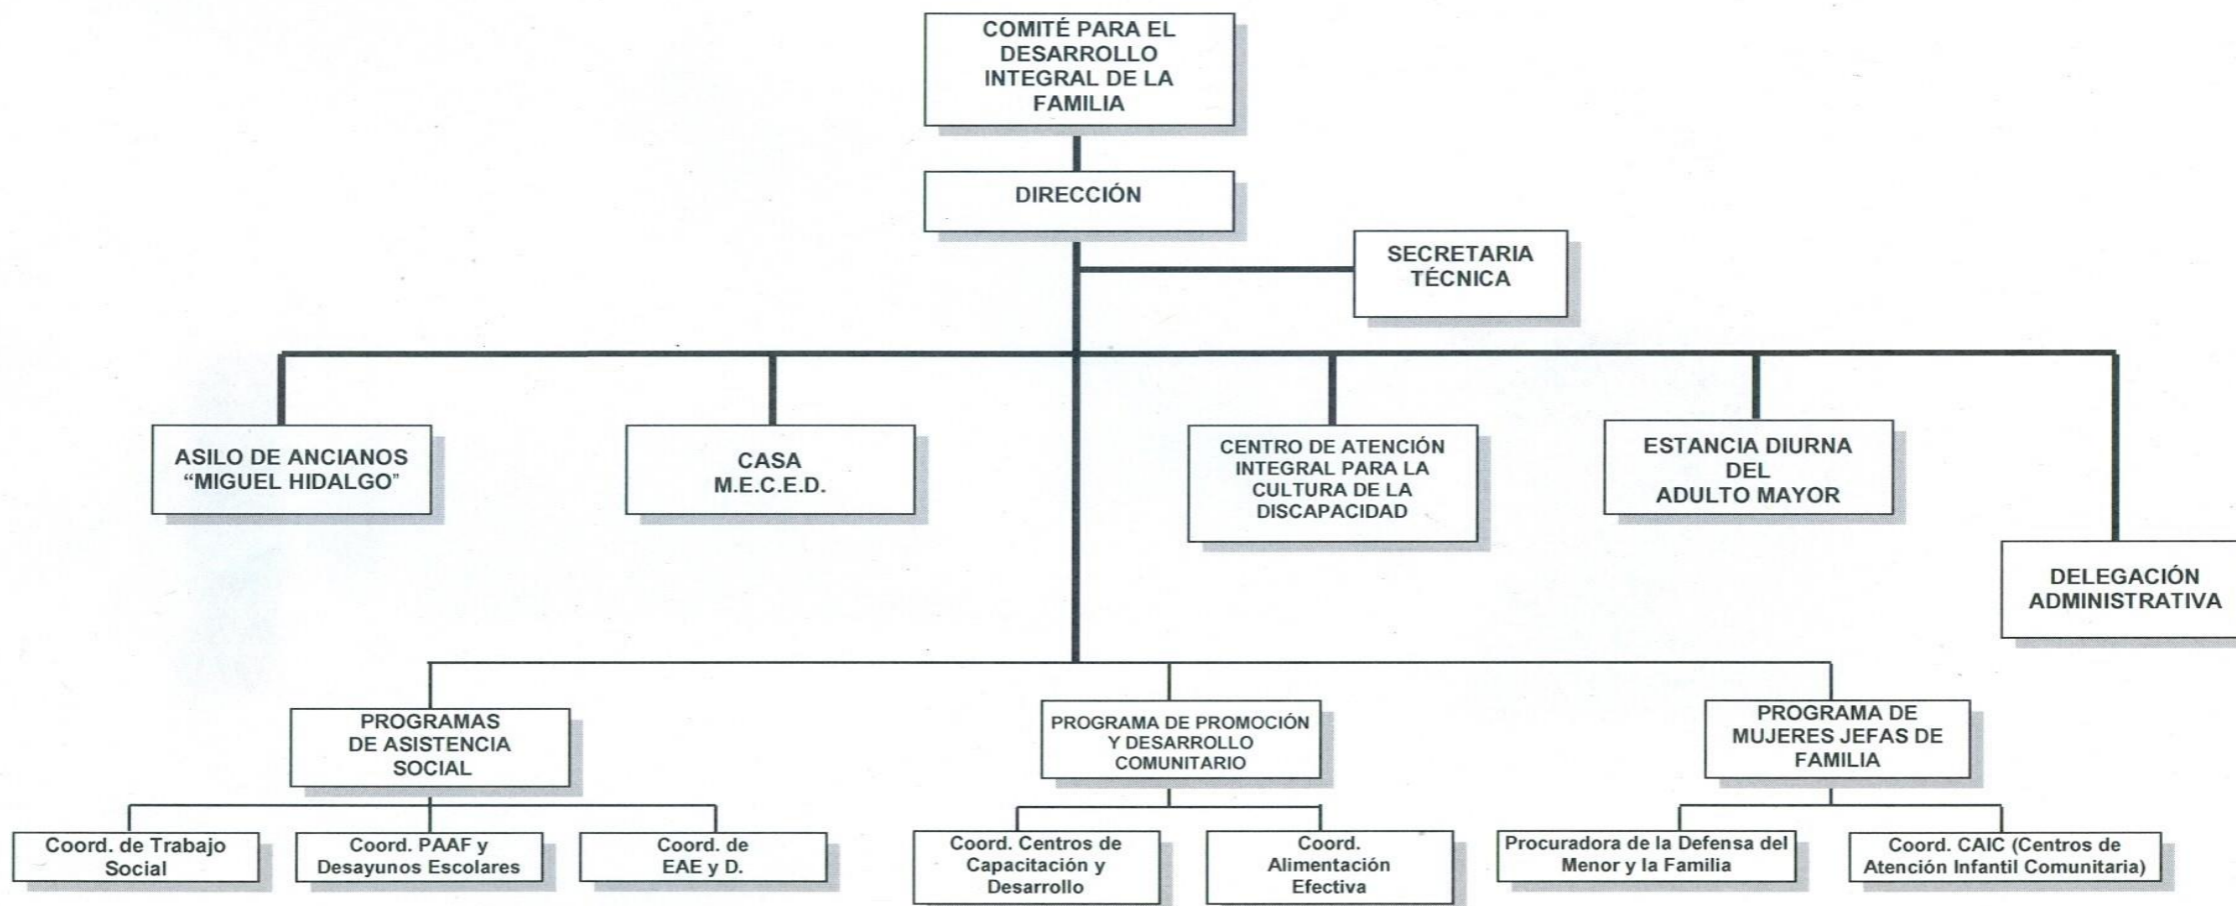 COMITÉ PARA EL
DESARROLLO
INTEGRAL DE LA
FAMILIA
DIRECCIÓN
SECRETARIA
TÉCNICA
ASILO DE ANCIANOS
“MIGUEL HIDALGO”
CASA
M.E.C.E.D.
CENTRO DE ATENCIÓN
INTEGRAL PARA LA
CULTURA DE LA
DISCAPACIDAD
ESTANCIA DIURNA
DEL
ADULTO MAYOR
DELEGACIÓN
ADMINISTRATIVA
PROGRAMAS
DE ASISTENCIA
SOCIAL
PROGRAMA DE PROMOCIÓN
Y DESARROLLO
COMUNITARIO
PROGRAMA DE
MUJERES JEFAS DE
FAMILIA
Coord. de Trabajo
Social
Coord. PAAF y
Desayunos Escolares
Coord. de
EAE y D.
Coord. Centros de
Capacitación y
Desarrollo
Coord.
Alimentación
Efectiva
Procuradora de la Defensa del
Menor y la Familia
Coord. CAIC (Centros de
Atención Infantil Comunitaria)